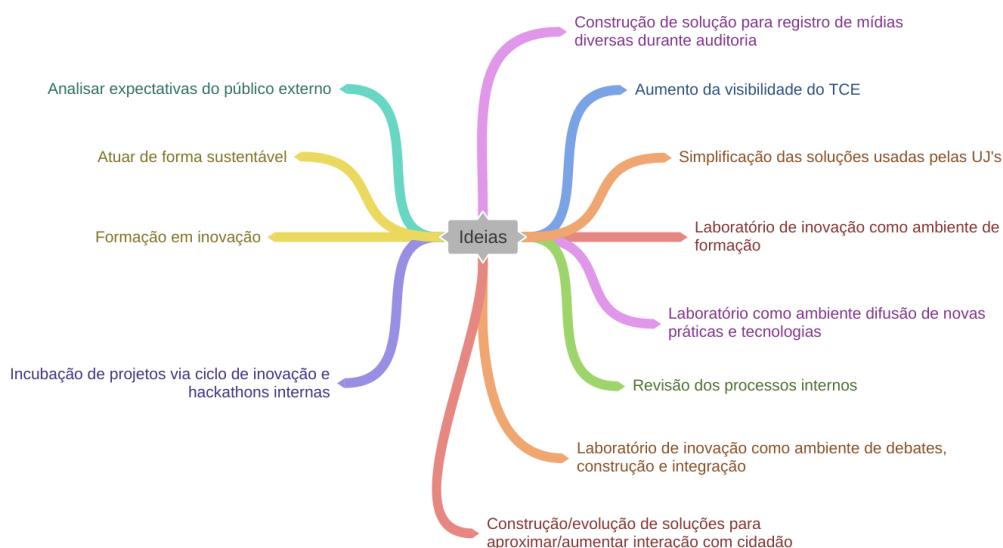 Construção de solução para registro de mídias
diversas durante auditoria
Analisar expectativas do público externo
Aumento da visibilidade do TCE
Atuar de forma sustentável
Simplificação das soluções usadas pelas UJ's
Formação em inovação
Ideias
Laboratório de inovação como ambiente de
formação
Laboratório como ambiente difusão de novas
práticas e tecnologias
Incubação de projetos via ciclo de inovação e
hackathons internas
Revisão dos processos internos
Laboratório de inovação como ambiente de debates,
construção e integração
Construção/evolução de soluções para
aproximar/aumentar interação com cidadão